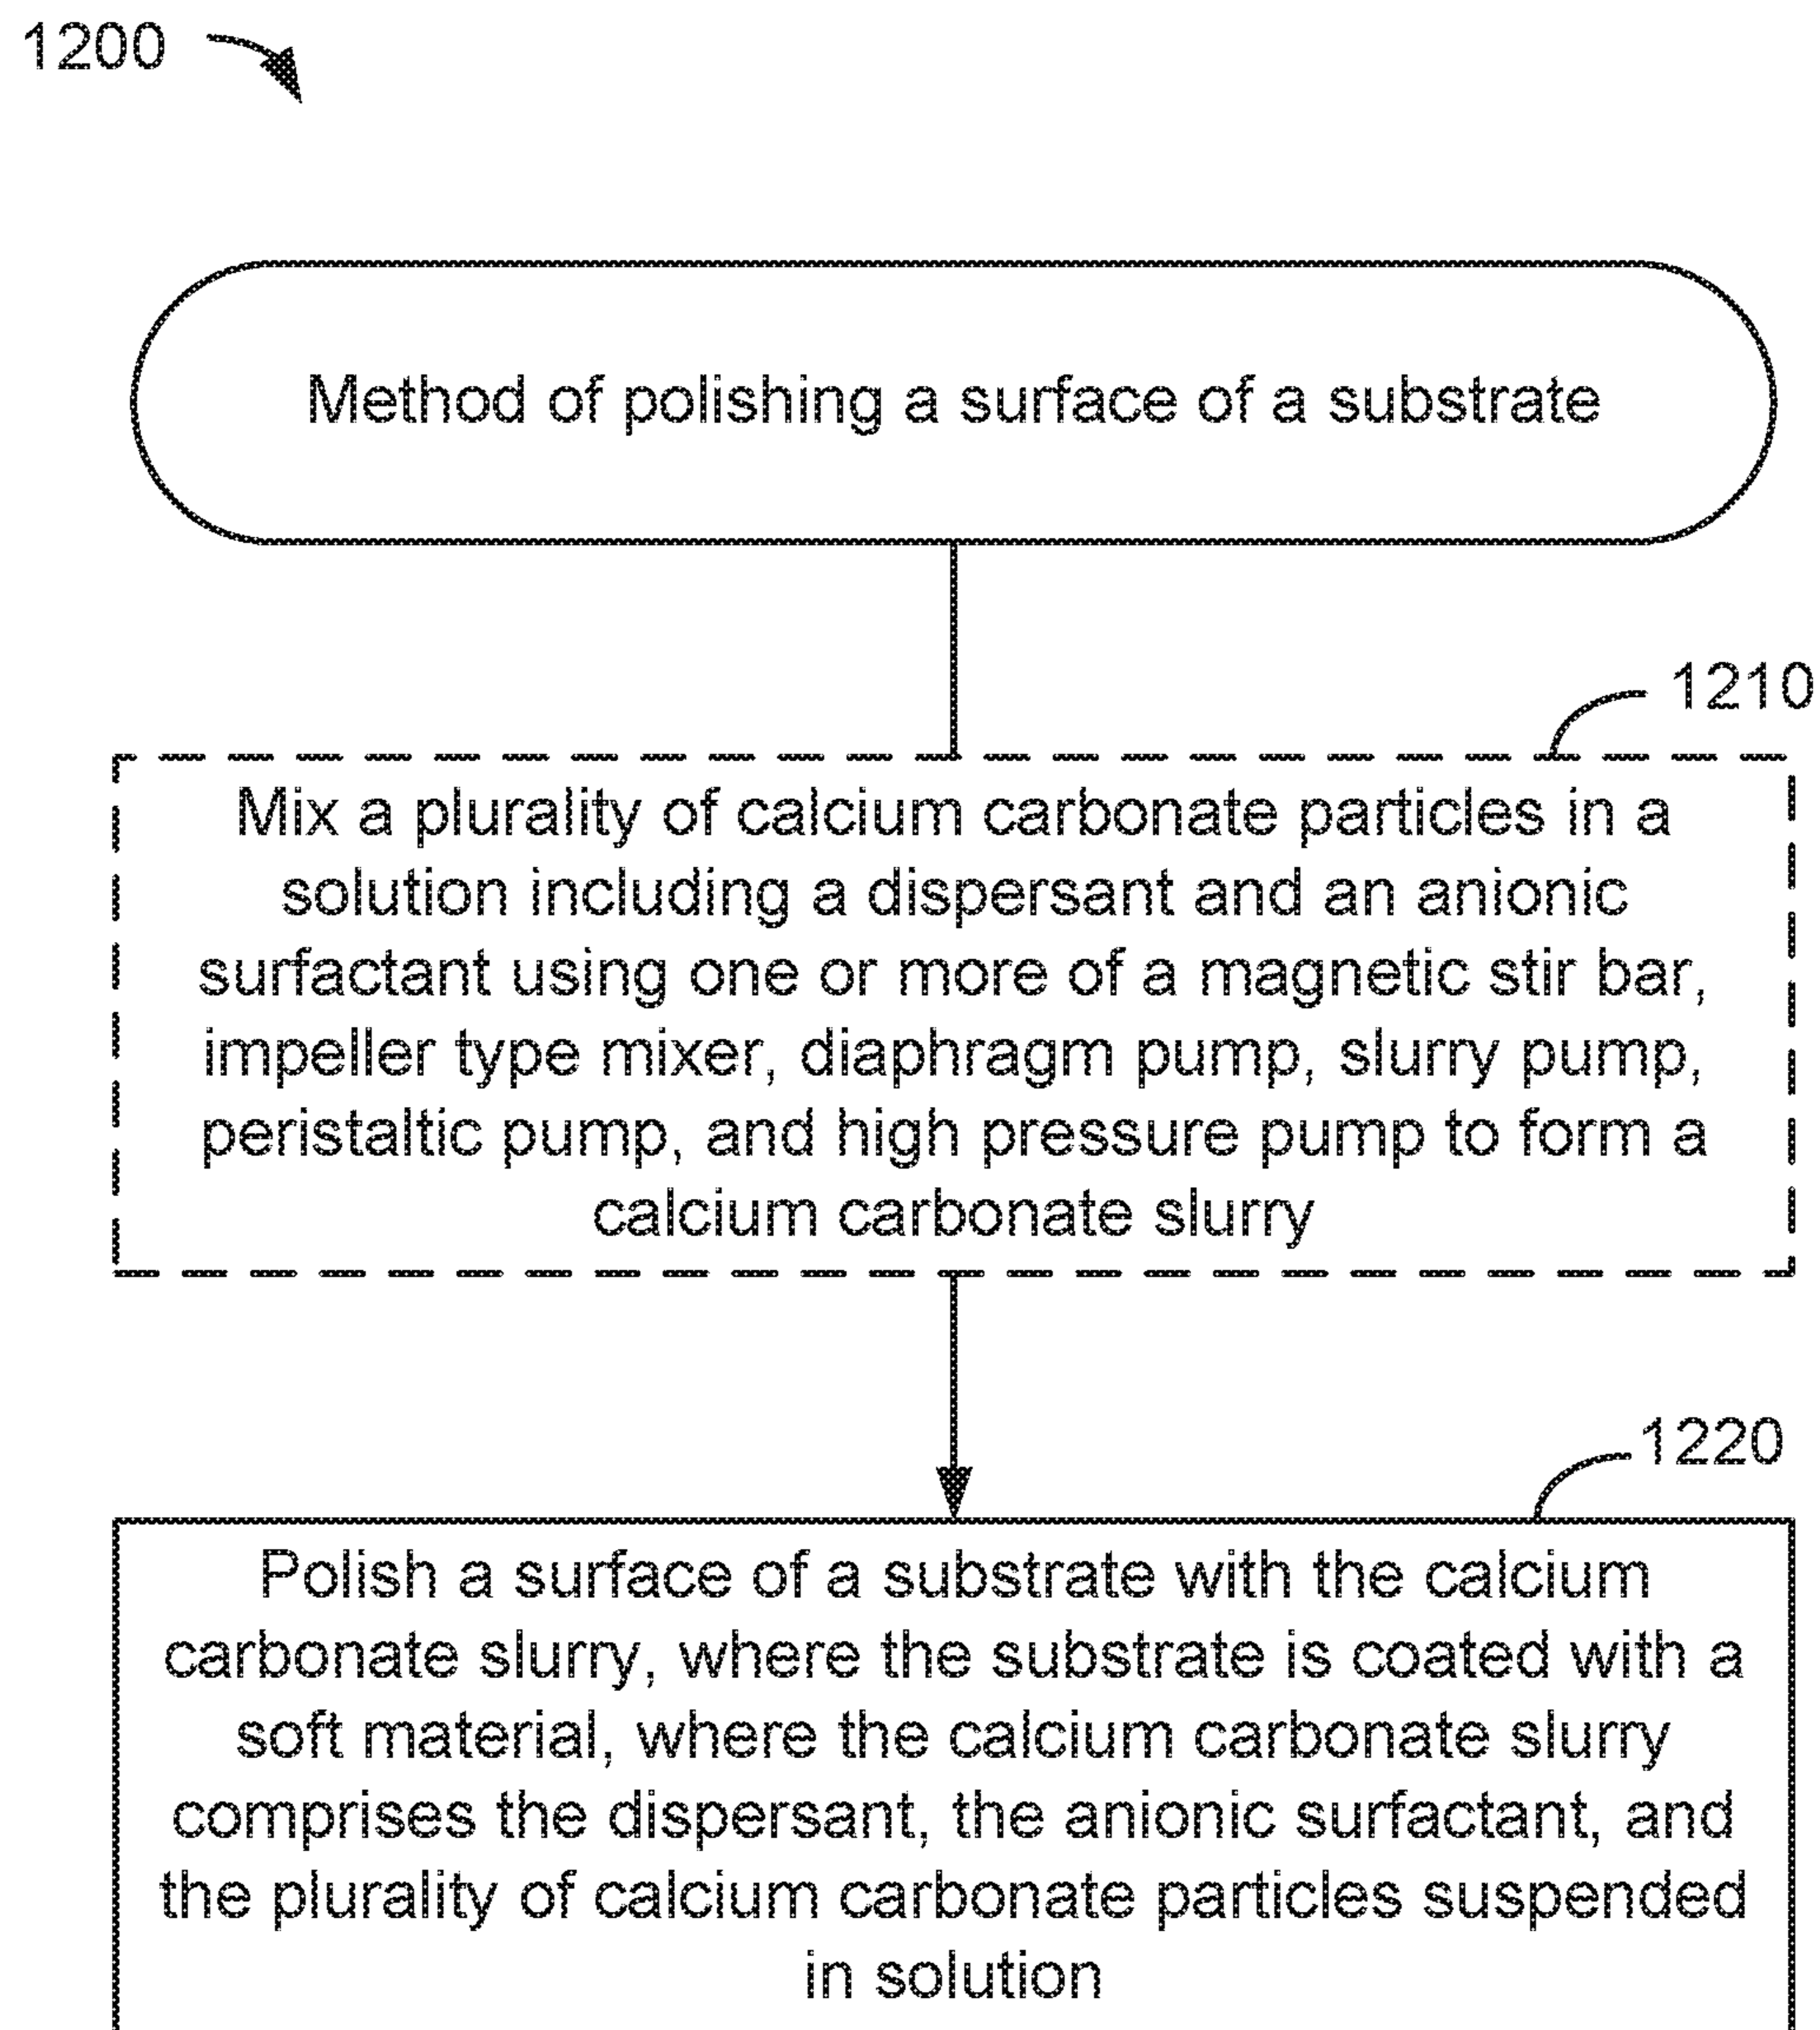 1200
Method of polishing a surface of a substrate
1210
Mix a plurality of calcium carbonate particles in a
solution including a dispersant and an anionic
surfactant using one or more of a magnetic stir bar,
impeller type mixer, diaphragm pump, slurry pump,
peristaltic pump, and high pressure pump to form a
calcium carbonate slurry
1220
Polish a surface of a substrate with the calcium
carbonate slurry, where the substrate is coated with a
soft material, where the calcium carbonate slurry
comprises the dispersant, the anionic surfactant, and
the plurality of calcium carbonate particles suspended
in solution